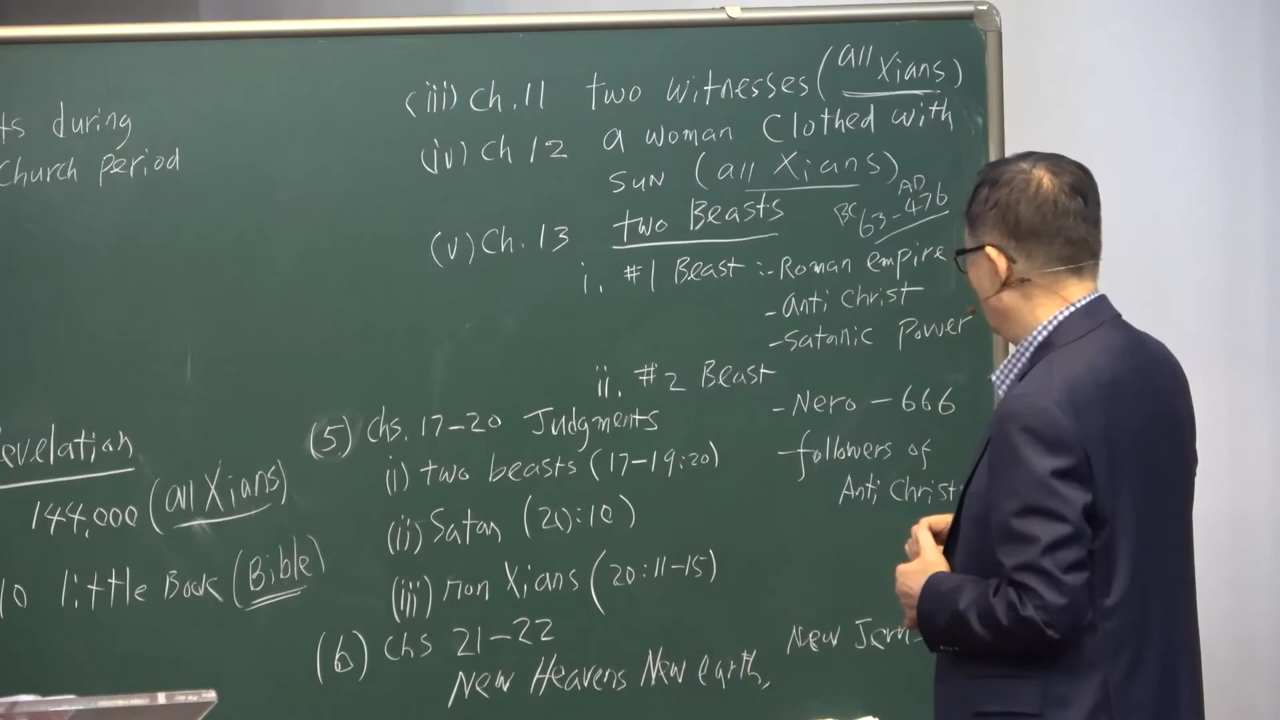 ts during
Church period
evelation
144,000 (all Xians)
10 little Book (Bible)
(iii) Ch.11 two witnesses (all Xians)
(iv) Ch 12 a woman Clothed with
SUN (all Xians)
(v) Ch. 13 two Beasts
BC 63 - AD 476
i. #1 Beast :- Roman empire
- Anti Christ
- Satanic Power
ii. #2 Beast
- Nero - 666
- followers of
Anti Christ
(5) Chs. 17-20 Judgments
(i) two beasts (17-19:20)
(ii) Satan (20:10)
(iii) non Xians (20:11-15)
(6) Chs 21-22
New Heavens New earth, New Jeru-